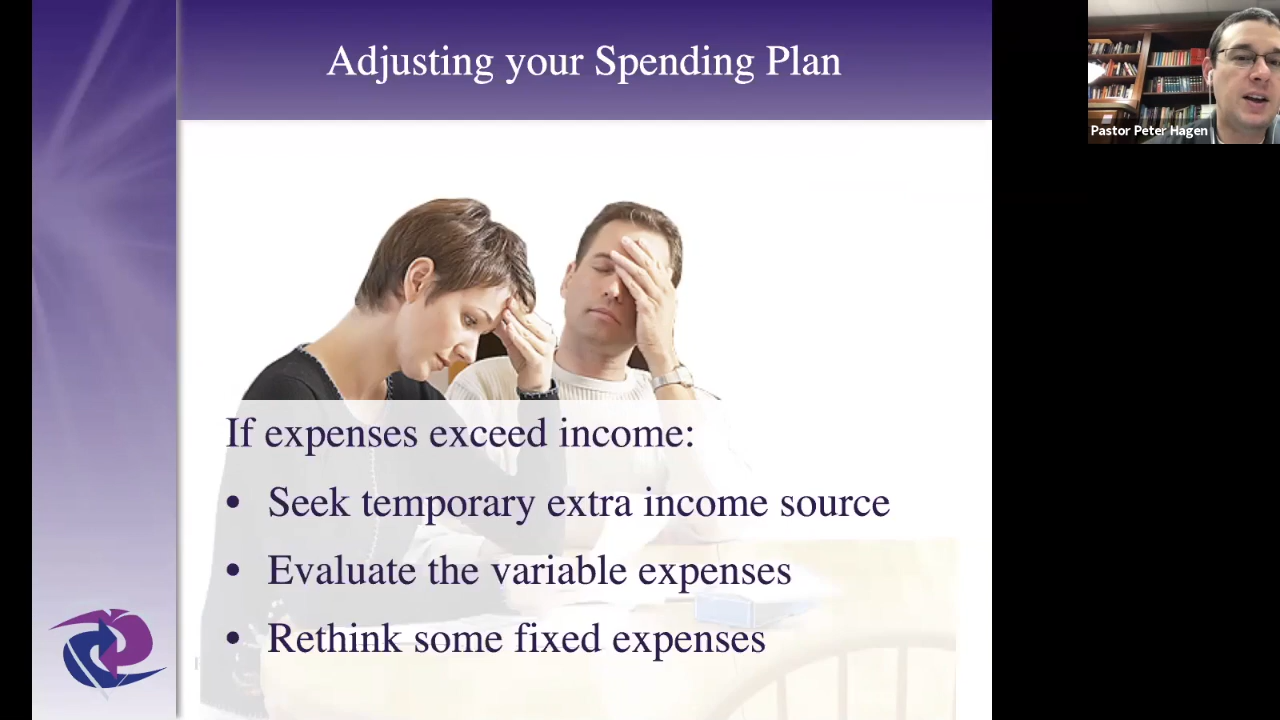 Adjusting your Spending Plan
Pastor Peter Hagen
If expenses exceed income:
• Seek temporary extra income source
• Evaluate the variable expenses
• Rethink some fixed expenses